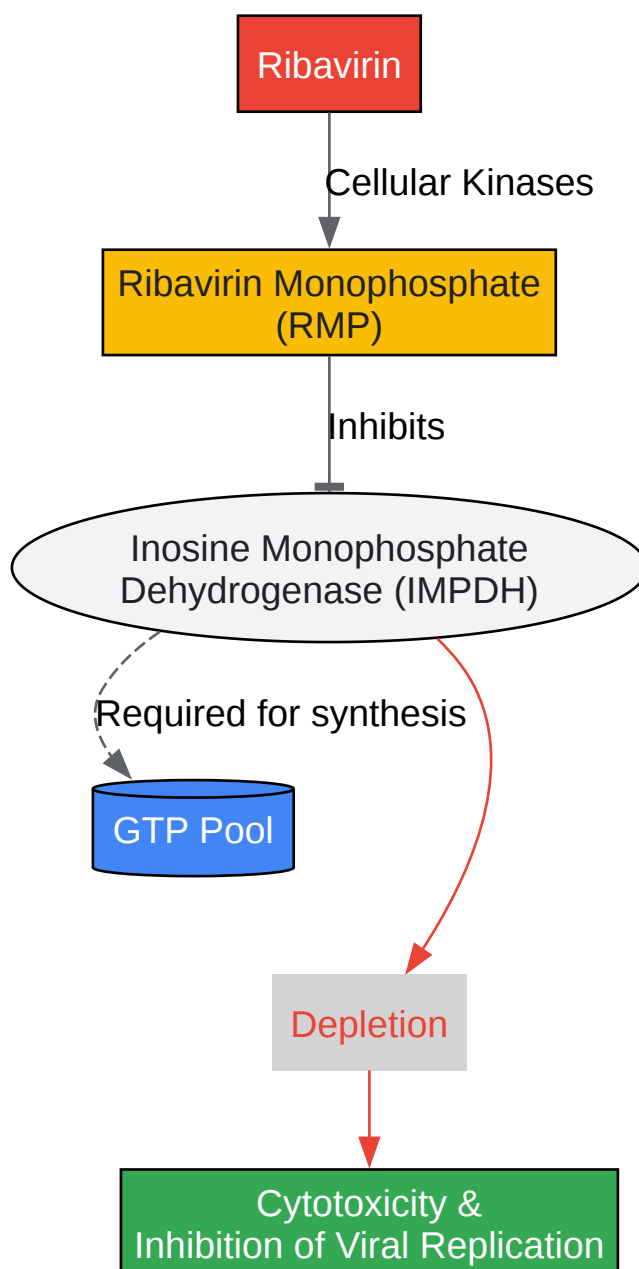 Ribavirin
Cellular Kinases
Ribavirin Monophosphate
(RMP)
Inhibits
Inosine Monophosphate
Dehydrogenase (IMPDH)
Required for synthesis
GTP Pool
Depletion
Cytotoxicity &
Inhibition of Viral Replication